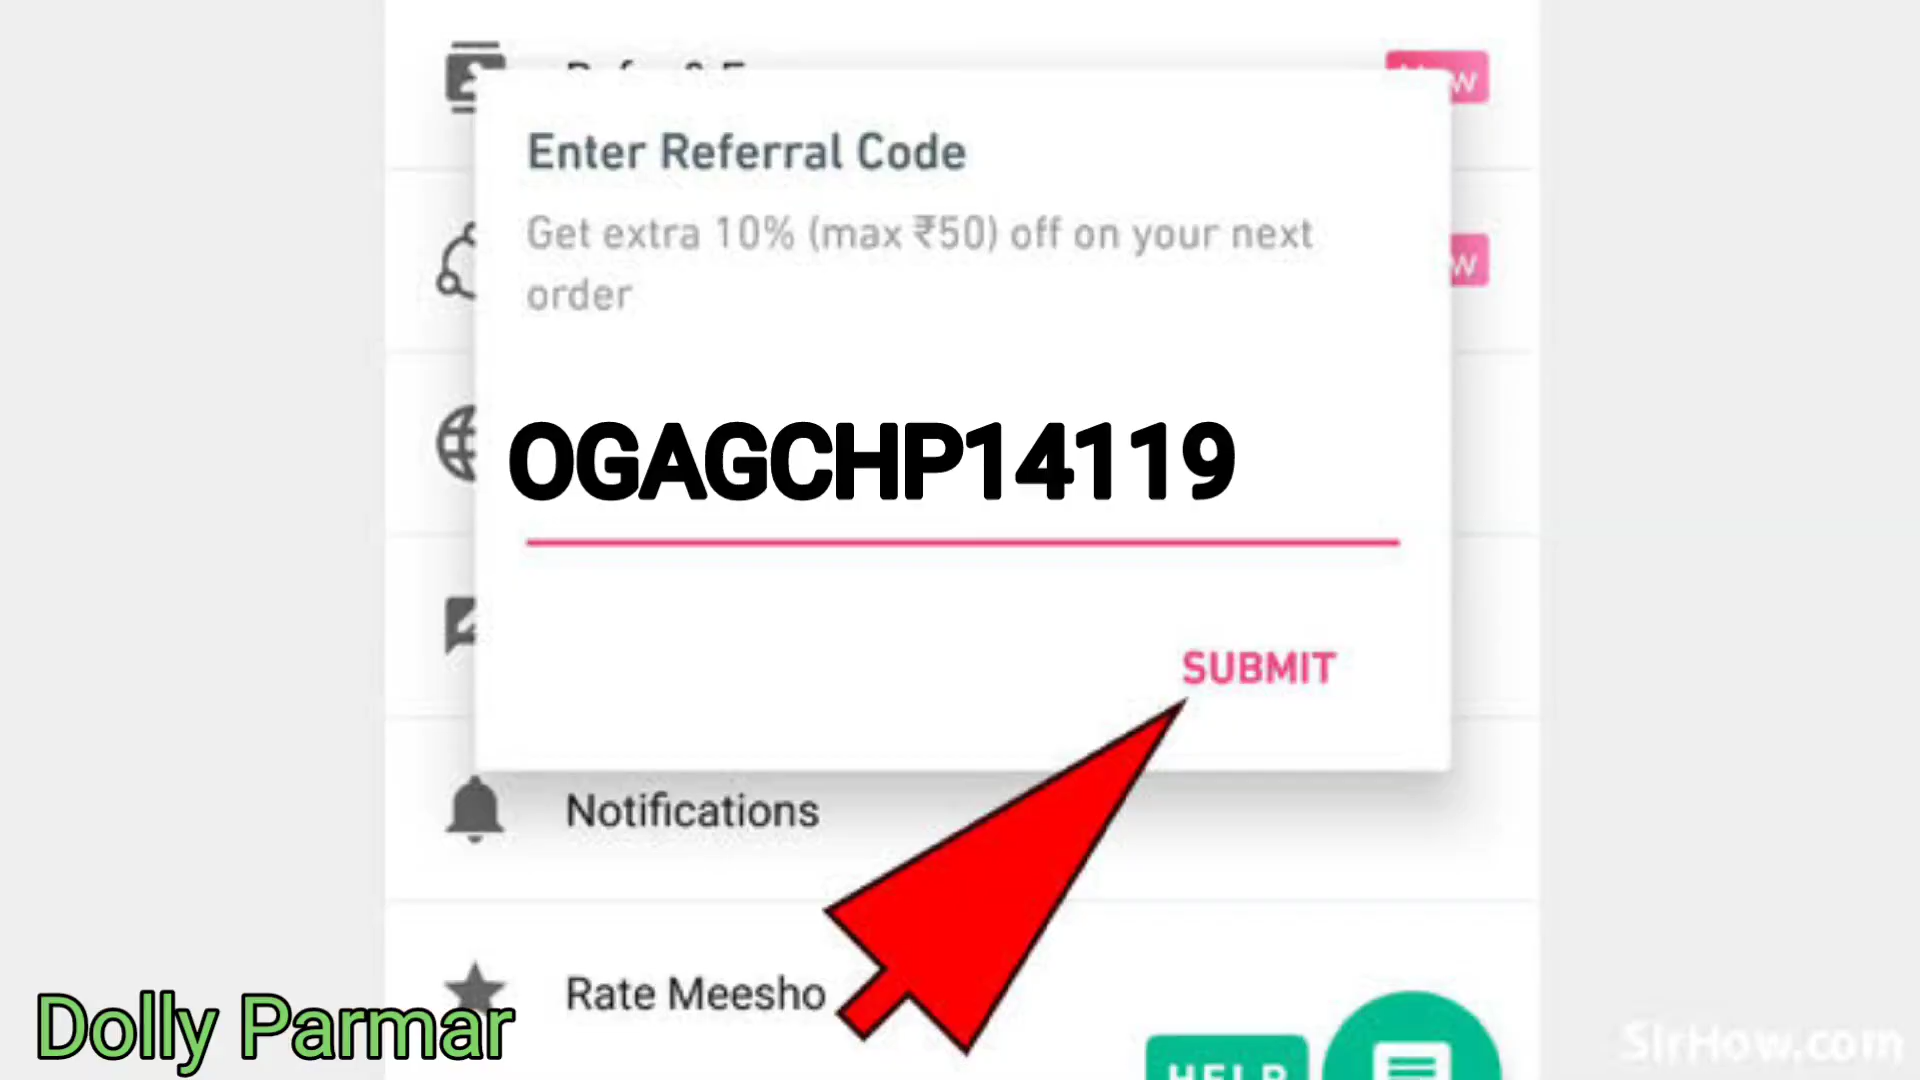 Enter Referral Code
Get extra 10% (max ₹50) off on your next
order
OGAGCHP14119
SUBMIT
Notifications
Rate Meesho
Dolly Parmar
HELP
SirHow.com